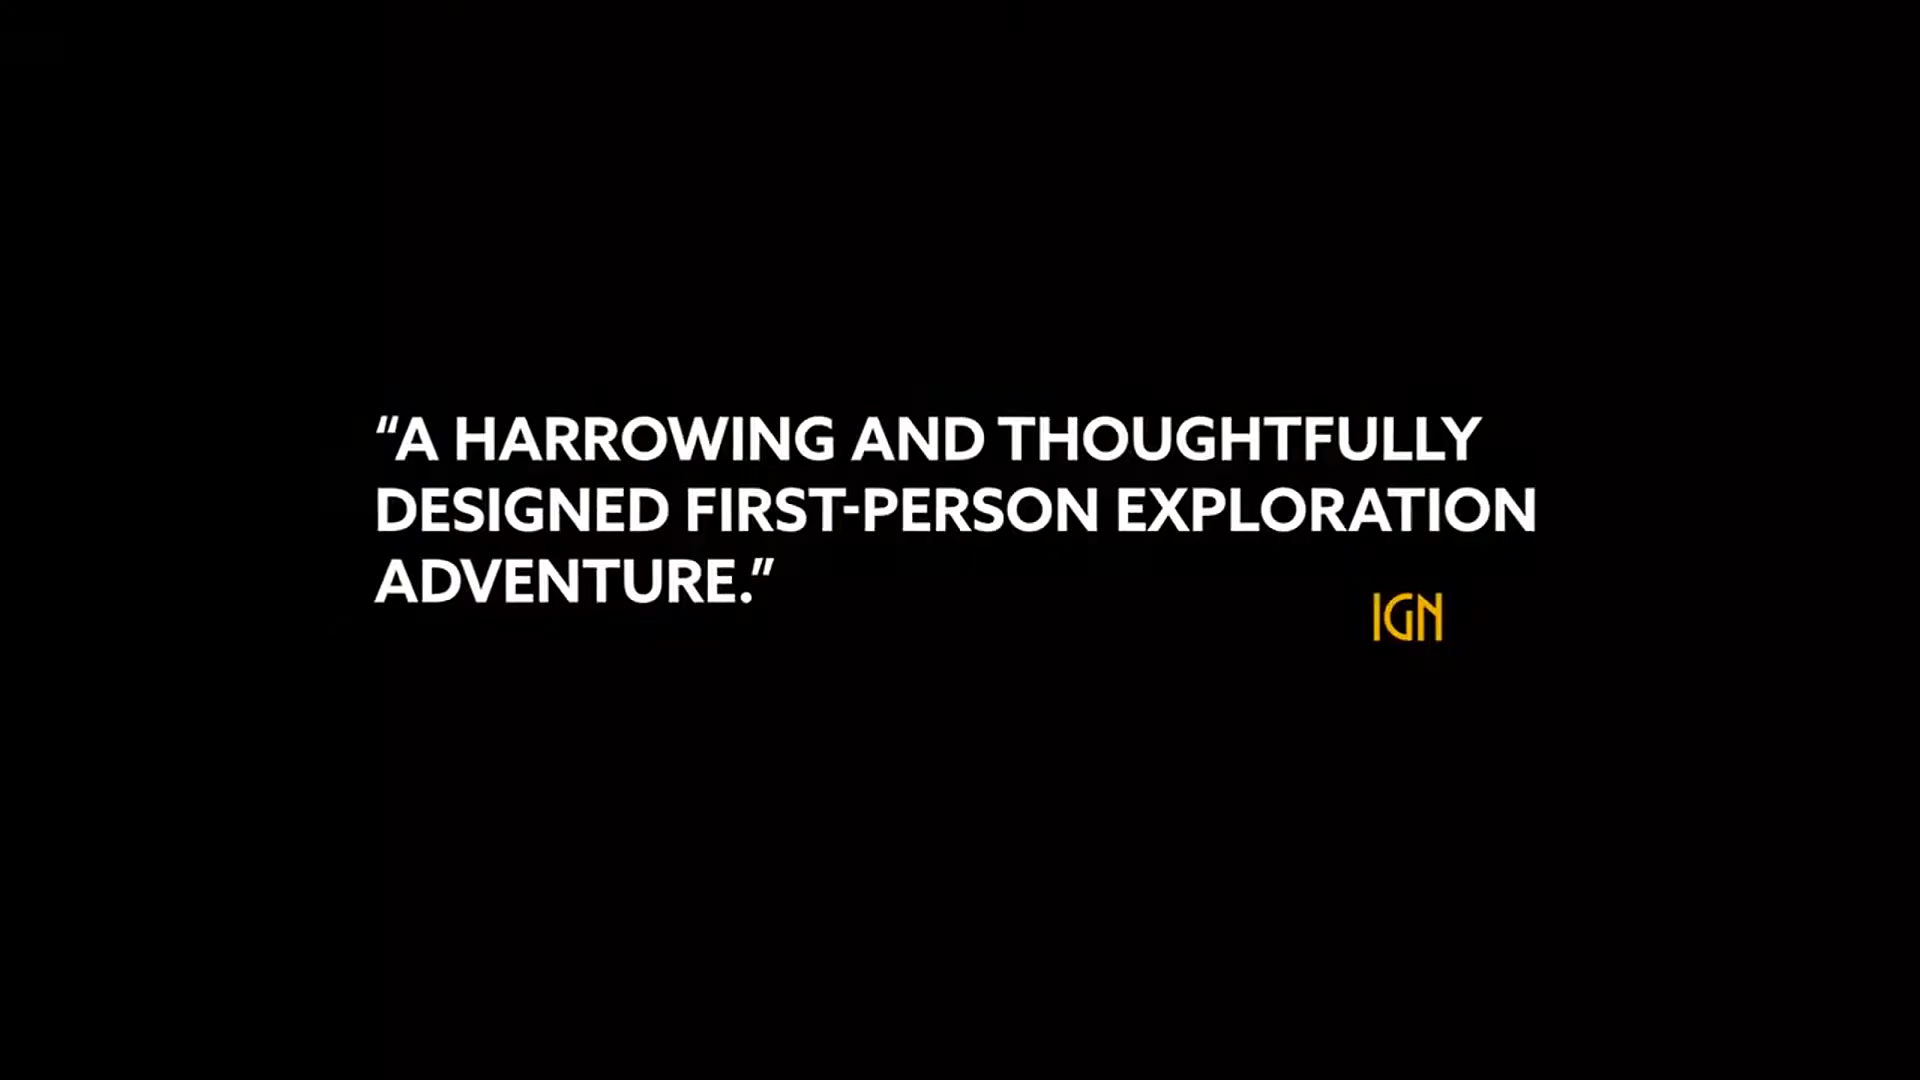 “A HARROWING AND THOUGHTFULLY
DESIGNED FIRST-PERSON EXPLORATION
ADVENTURE.”
IGN